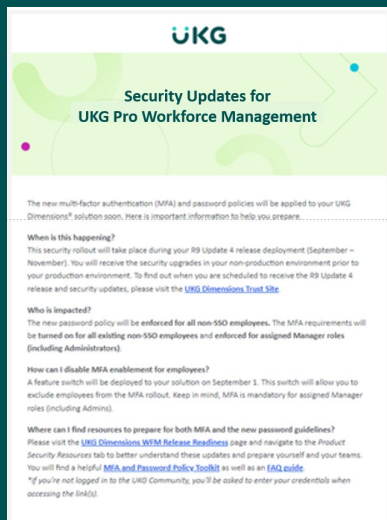 UKG
Security Updates for
UKG Pro Workforce Management
The new multi-factor authentication (MFA) and password policies will be applied to your UKG
Dimensions® solution soon. Here is important information to help you prepare.
When is this happening?
This security rollout will take place during your R9 Update 4 release deployment (September –
November). You will receive the security upgrades in your non-production environment prior to
your production environment. To find out when you are scheduled to receive the R9 Update 4
release and security updates, please visit the UKG Dimensions Trust Site.
Who is impacted?
The new password policy will be enforced for all non-SSO employees. The MFA requirements will
be turned on for all existing non-SSO employees and enforced for assigned Manager roles
(including Administrators).
How can I disable MFA enablement for employees?
A feature switch will be deployed to your solution on September 1. This switch will allow you to
exclude employees from the MFA rollout. Keep in mind, MFA is mandatory for assigned Manager
roles (including Admins).
Where can I find resources to prepare for both MFA and the new password guidelines?
Please visit the UKG Dimensions WFM Release Readiness page and navigate to the Product
Security Resources tab to better understand these updates and prepare yourself and your teams.
You will find a helpful MFA and Password Policy Toolkit as well as an FAQ guide.
*If you're not logged in to the UKG Community, you'll be asked to enter your credentials when
accessing the link(s).